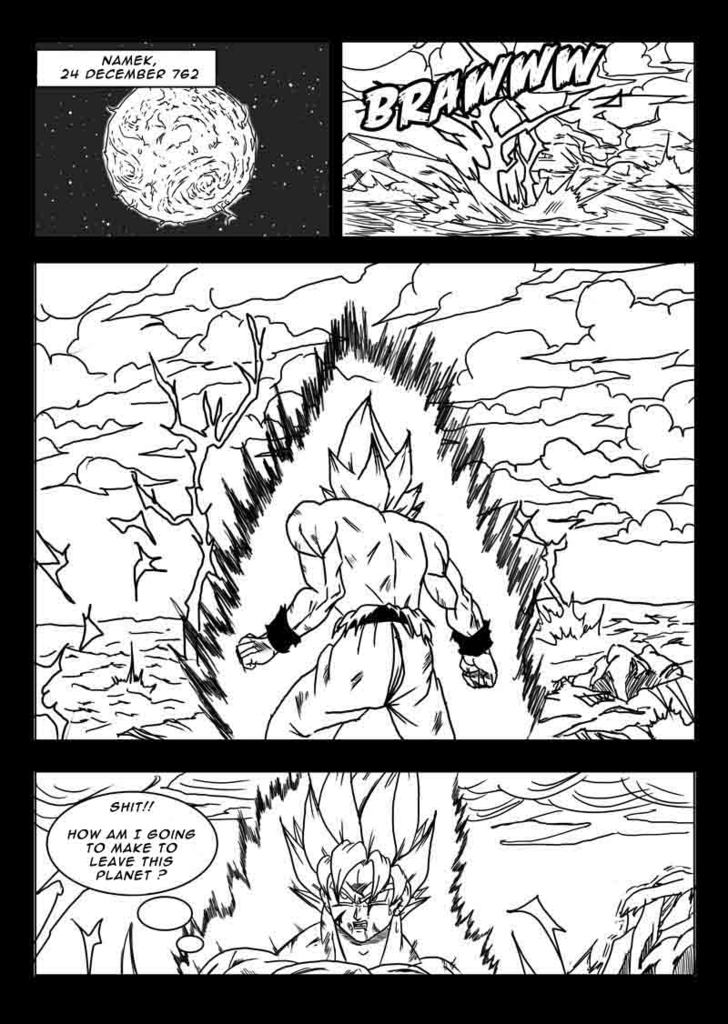 NAMEK,
24 DECEMBER 762
BRAWWW
SHIT!!
HOW AM I GOING
TO MAKE TO
LEAVE THIS
PLANET ?